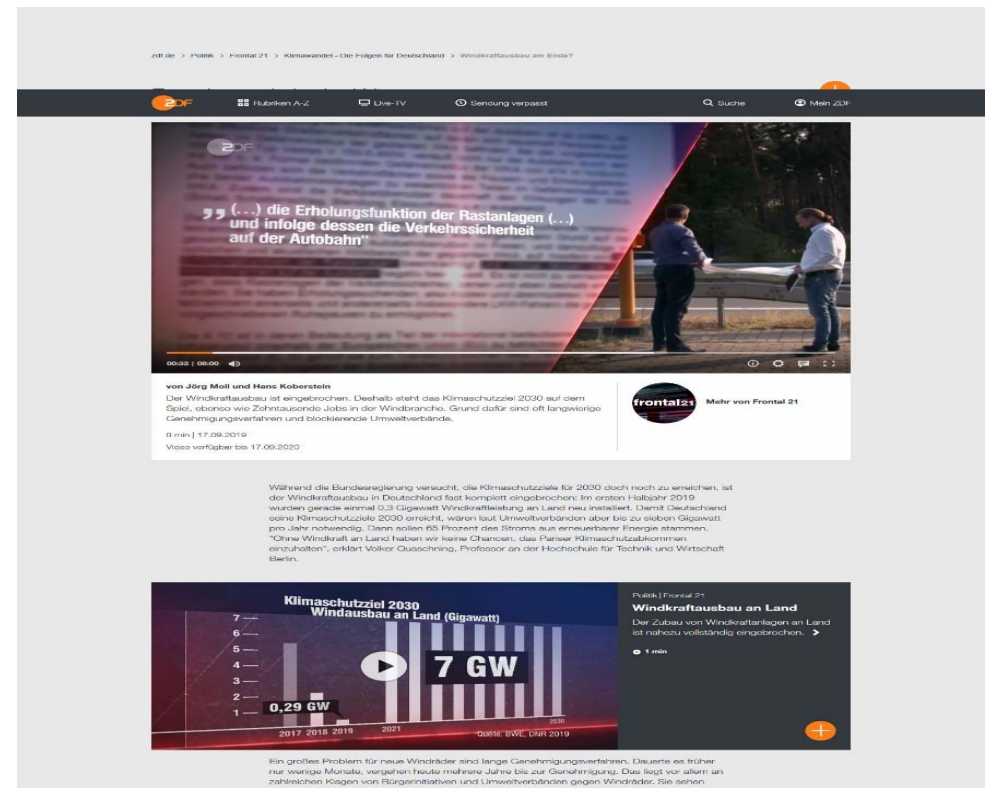 zdf.de > Politik > Frontal 21 > Klimawandel - Die Folgen für Deutschland > Windkraftausbau am Ende?
ZDF Rubriken A-Z Live-TV Sendung verpasst Suche Mein ZDF
ZDF
„ (...) die Erholungsfunktion der Rastanlagen (...)
und infolge dessen die Verkehrssicherheit
auf der Autobahn"
00:33 | 08:00
von Jörg Moll und Hans Koberstein
Der Windkraftausbau ist eingebrochen. Deshalb steht das Klimaschutzziel 2030 auf dem
Spiel, ebenso wie Zehntausende Jobs in der Windbranche. Grund dafür sind oft langwierige
Genehmigungsverfahren und blockierende Umweltverbände.
8 min | 17.09.2019
Video verfügbar bis 17.09.2020
frontal21
Mehr von Frontal 21
Während die Bundesregierung versucht, die Klimaschutzziele für 2030 doch noch zu erreichen, ist
der Windkraftausbau in Deutschland fast komplett eingebrochen: Im ersten Halbjahr 2019
wurden gerade einmal 0,3 Gigawatt Windkraftleistung an Land neu installiert. Damit Deutschland
seine Klimaschutzziele 2030 erreicht, wären laut Umweltverbänden aber bis zu sieben Gigawatt
pro Jahr notwendig. Dann sollen 65 Prozent des Stroms aus erneuerbarer Energie stammen.
"Ohne Windkraft an Land haben wir keine Chancen, das Pariser Klimaschutzabkommen
einzuhalten", erklärt Volker Quaschning, Professor an der Hochschule für Technik und Wirtschaft
Berlin.
Klimaschutzziel 2030
Windausbau an Land (Gigawatt)
7
6
5
4
3
2
1
7 GW
0,29 GW
2017 2018 2019 2021 2030
Quelle: BWE, DNR 2019
Politik | Frontal 21
Windkraftausbau an Land
Der Zubau von Windkraftanlagen an Land
ist nahezu vollständig eingebrochen.
1 min
Ein großes Problem für neue Windräder sind lange Genehmigungsverfahren. Dauerte es früher
nur wenige Monate, vergehen heute mehrere Jahre bis zur Genehmigung. Das liegt vor allem an
zahlreichen Klagen von Bürgerinitiativen und Umweltverbänden gegen Windräder. Sie sehen